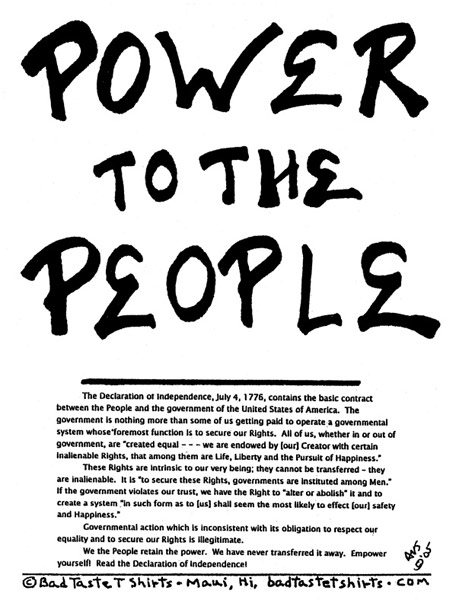 POWER
TO THE
PEOPLE
The Declaration of Independence, July 4, 1776, contains the basic contract
between the People and the government of the United States of America. The
government is nothing more than some of us getting paid to operate a governmental
system whose foremost function is to secure our Rights. All of us, whether in or out of
government, are "created equal - - - we are endowed by [our] Creator with certain
Inalienable Rights, that among them are Life, Liberty and the Pursuit of Happiness."
These Rights are intrinsic to our very being; they cannot be transferred - they
are inalienable. It is "to secure these Rights, governments are instituted among Men."
If the government violates our trust, we have the Right to "alter or abolish" it and to
create a system "in such form as to [us] shall seem the most likely to effect [our] safety
and Happiness."
Governmental action which is inconsistent with its obligation to respect our
equality and to secure our Rights is illegitimate.
We the People retain the power. We have never transferred it away. Empower
yourself! Read the Declaration of Independence!
© Bad Taste T Shirts - Maui, Hi, badtastetshirts.com